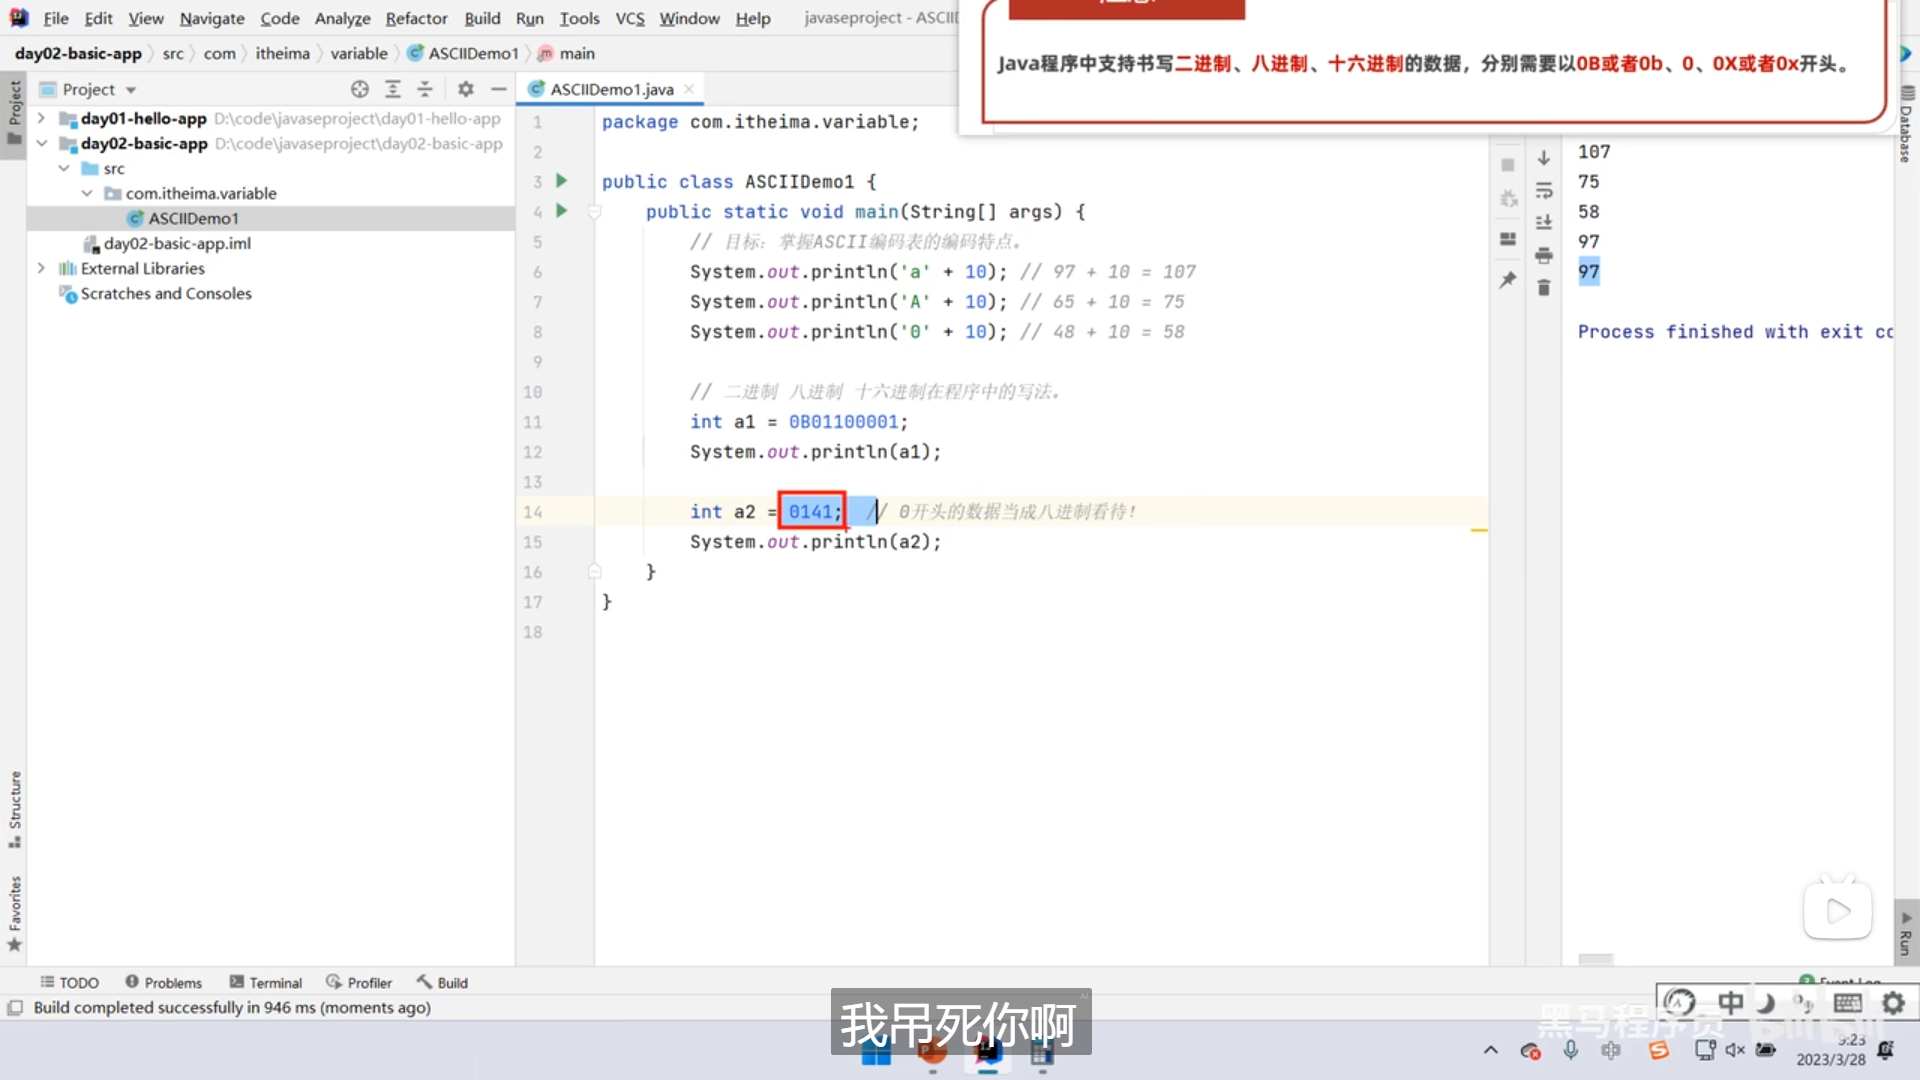 File Edit View Navigate Code Analyze Refactor Build Run Tools VCS Window Help javaseproject - ASCII
Java程序中支持书写二进制、八进制、十六进制的数据，分别需要以0B或者0b、0、0X或者0x开头。
day02-basic-app src com itheima variable ASCIIDemo1 main
Project
Project
ASCIIDemo1.java
Database
day01-hello-app D:\code\javaseproject\day01-hello-app
day02-basic-app D:\code\javaseproject\day02-basic-app
src
com.itheima.variable
ASCIIDemo1
day02-basic-app.iml
External Libraries
Scratches and Consoles
1 package com.itheima.variable;
2
3 public class ASCIIDemo1 {
4 public static void main(String[] args) {
5 // 目标：掌握ASCII编码表的编码特点。
6 System.out.println('a' + 10); // 97 + 10 = 107
7 System.out.println('A' + 10); // 65 + 10 = 75
8 System.out.println('0' + 10); // 48 + 10 = 58
9
10 // 二进制 八进制 十六进制在程序中的写法。
11 int a1 = 0B01100001;
12 System.out.println(a1);
13
14 int a2 = 0141; // 0开头的数据当成八进制看待！
15 System.out.println(a2);
16 }
17 }
18
107
75
58
97
97
Process finished with exit co
Structure
Favorites
Run
TODO Problems Terminal Profiler Build
Build completed successfully in 946 ms (moments ago)
我吊死你啊
中
黑马程序员
9:23
2023/3/28